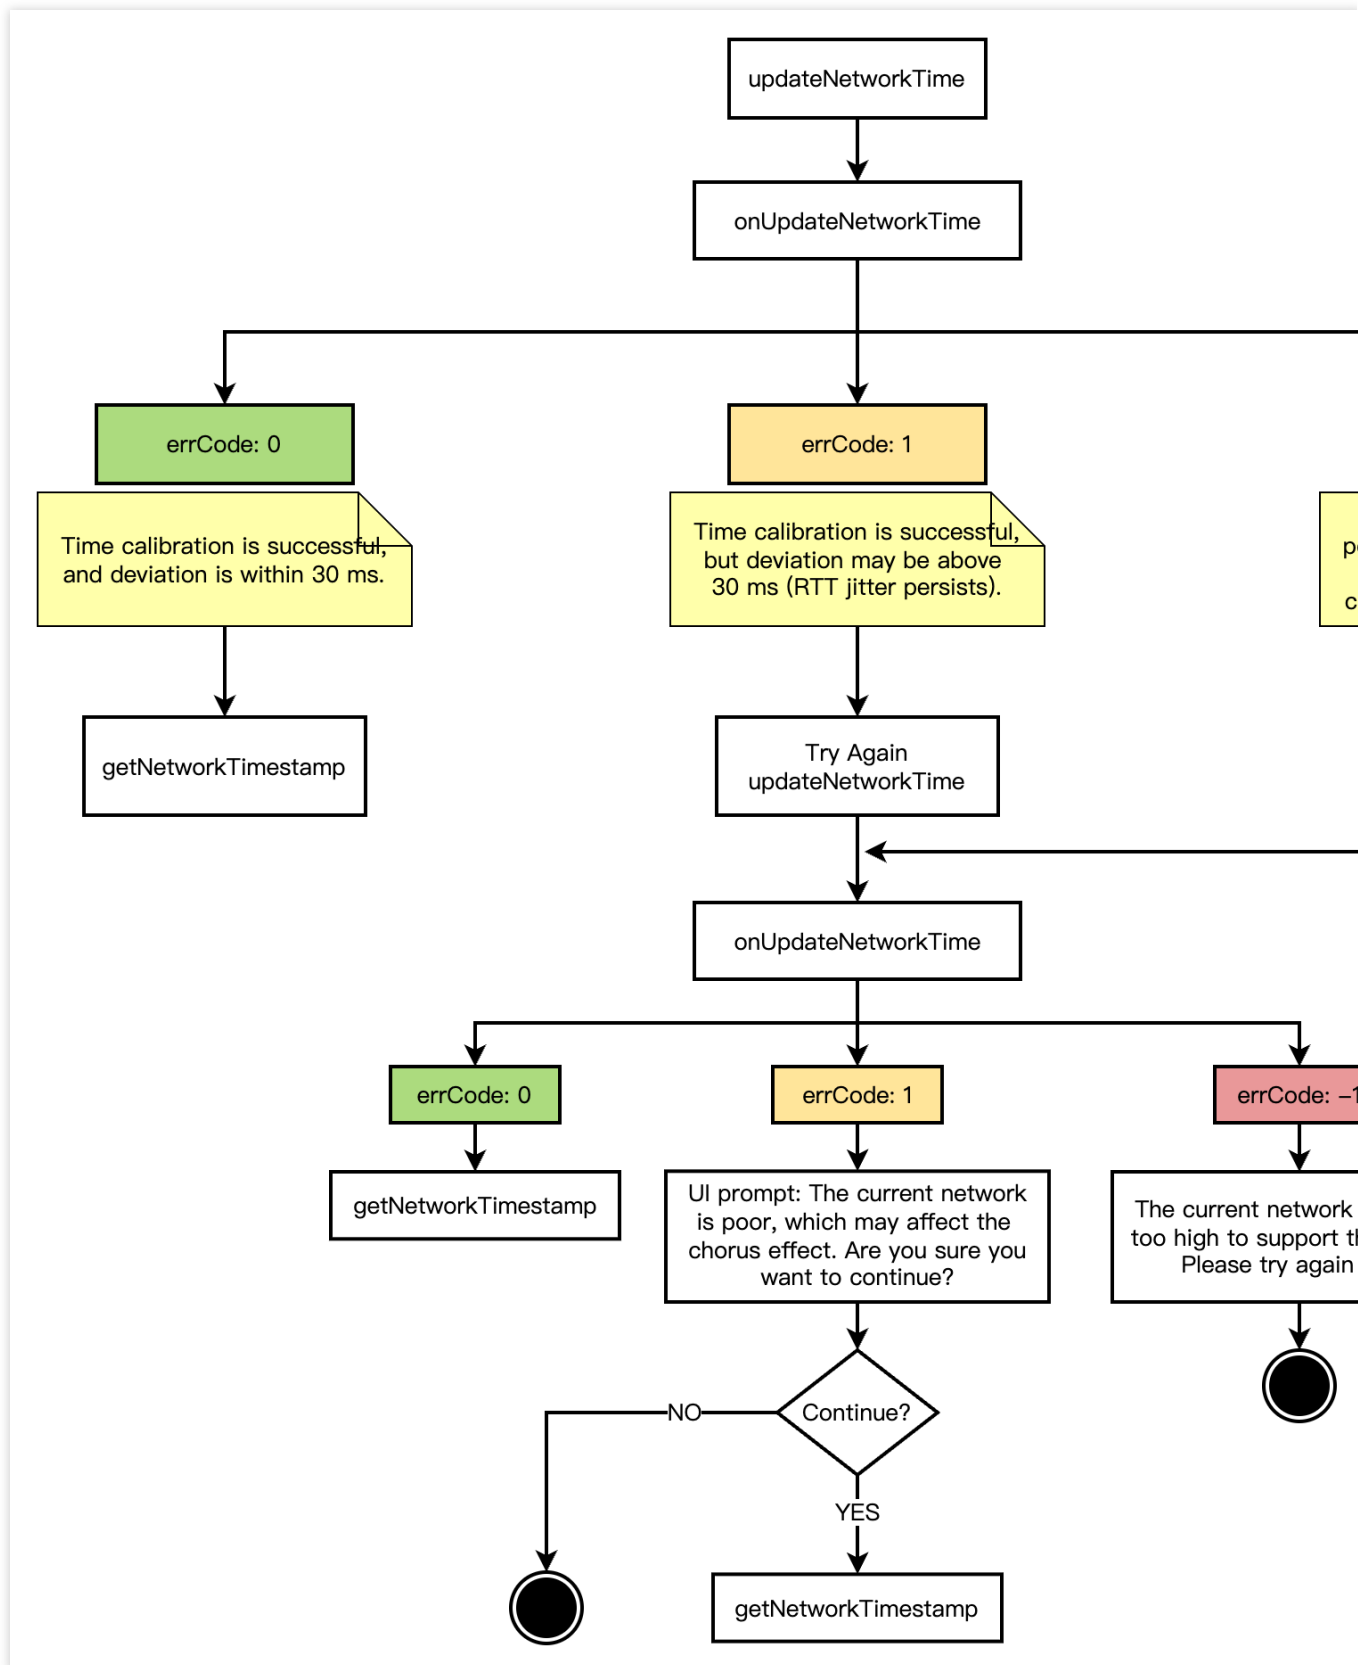 updateNetworkTime
onUpdateNetworkTime
errCode: 0
errCode: 1
Time calibration is successful,
and deviation is within 30 ms.
Time calibration is successful,
but deviation may be above
30 ms (RTT jitter persists).
getNetworkTimestamp
Try Again
updateNetworkTime
onUpdateNetworkTime
errCode: 0
errCode: 1
errCode: –1
getNetworkTimestamp
UI prompt: The current network
is poor, which may affect the
chorus effect. Are you sure you
want to continue?
The current network
too high to support
Please try again
Continue?
NO
YES
getNetworkTimestamp